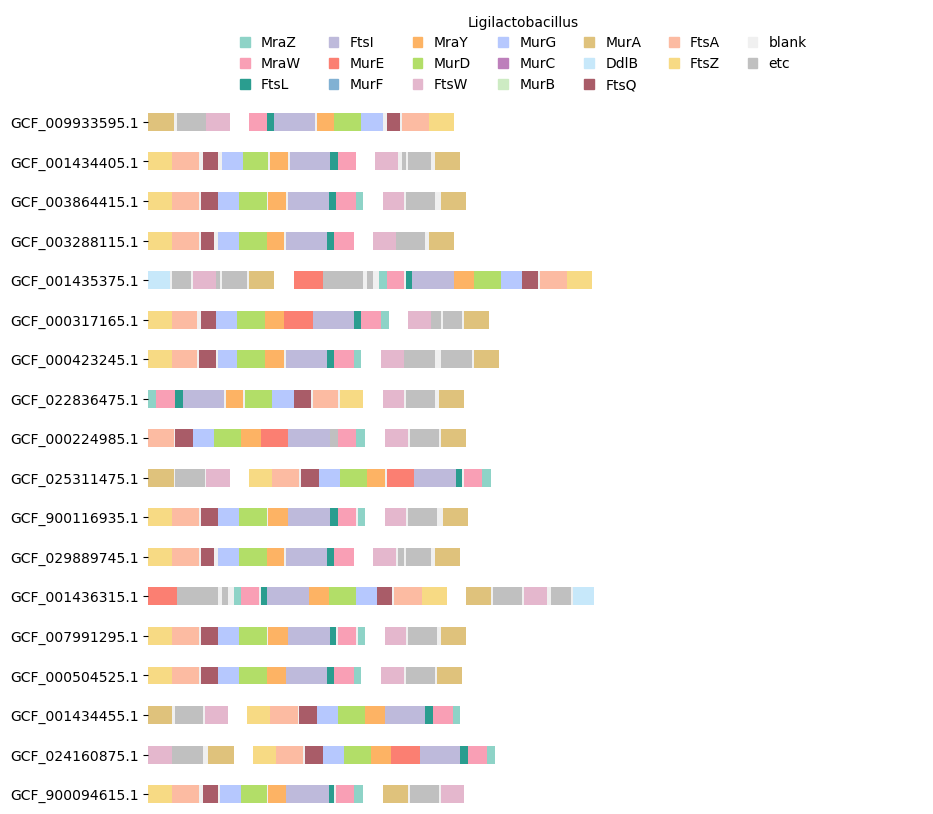 Ligilactobacillus
MraZ FtsI MraY MurG MurA FtsA blank
MraW MurE MurD MurC DdlB FtsZ etc
FtsL MurF FtsW MurB FtsQ
GCF_009933595.1
GCF_001434405.1
GCF_003864415.1
GCF_003288115.1
GCF_001435375.1
GCF_000317165.1
GCF_000423245.1
GCF_022836475.1
GCF_000224985.1
GCF_025311475.1
GCF_900116935.1
GCF_029889745.1
GCF_001436315.1
GCF_007991295.1
GCF_000504525.1
GCF_001434455.1
GCF_024160875.1
GCF_900094615.1